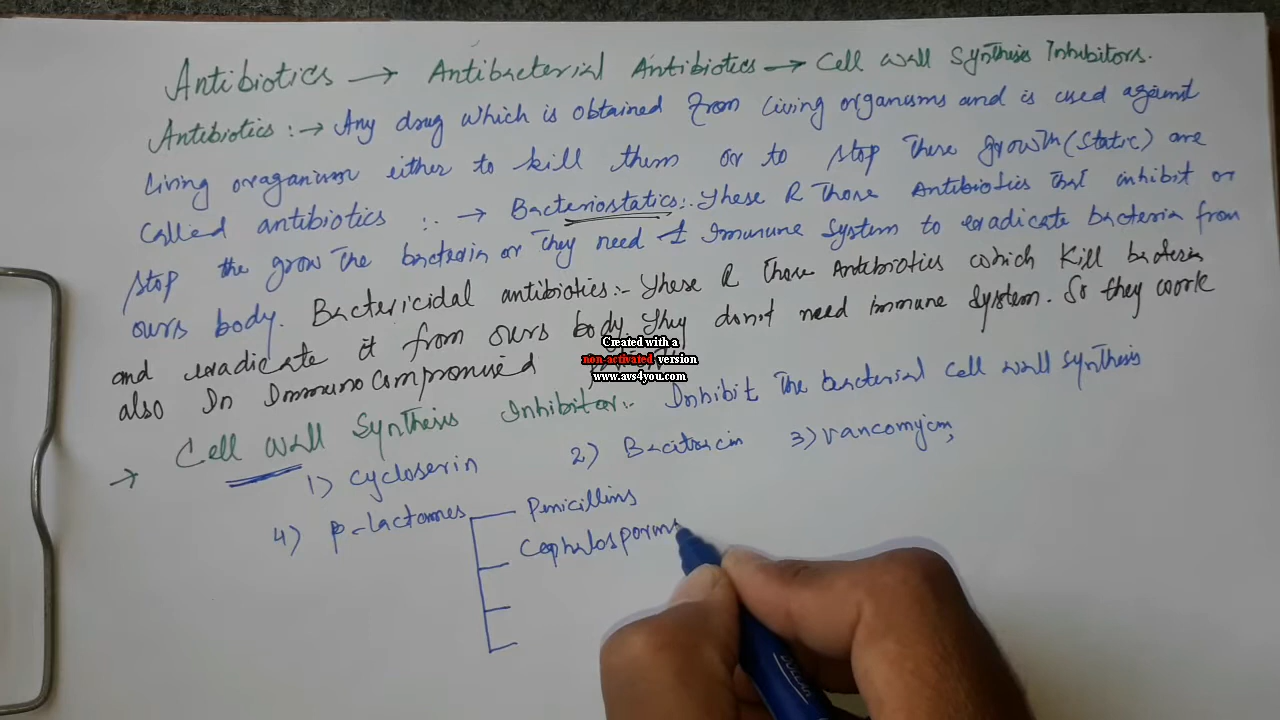 Antibiotics → Antibacterial Antibiotics → Cell wall Synthesis Inhibitors.
Antibiotics :→ Any drug which is obtained from living organisms and is used against
living oraganism either to kill them or to stop there growth (static) are
called antibiotics :. → Bacteriostatics:. These R Those Antibiotics That inhibit or
stop the grow the bacteria or they need Immune system to eradicate bacteria from
ours body. Bactericidal antibiotics:- These R Those Antibiotics which kill bacteria
and eradicate it from ours body. They donot need immune system. So they work
also In Immuno Compromised
Created with a
non-activated version
www.avs4you.com
→ Cell wall Synthesis Inhibitor:. Inhibit The bacterial cell wall synthesis
1) Cycloserin 2) Bacitracin 3) Vancomycin,
4) β-lactames Penicillins
Cephalosporins
DOLLAR